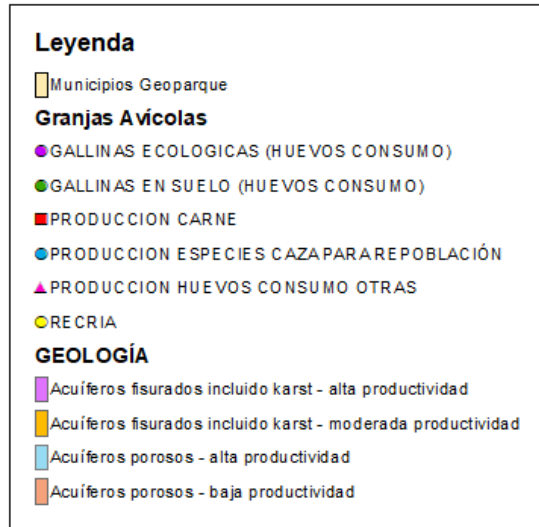 Leyenda
Municipios Geoparque
Granjas Avícolas
GALLINAS ECOLOGICAS (HUEVOS CONSUMO)
GALLINAS EN SUELO (HUEVOS CONSUMO)
PRODUCCION CARNE
PRODUCCION ESPECIES CAZA PARA REPOBLACIÓN
PRODUCCION HUEVOS CONSUMO OTRAS
RECRIA
GEOLOGÍA
Acuíferos fisurados incluido karst - alta productividad
Acuíferos fisurados incluido karst - moderada productividad
Acuíferos porosos - alta productividad
Acuíferos porosos - baja productividad